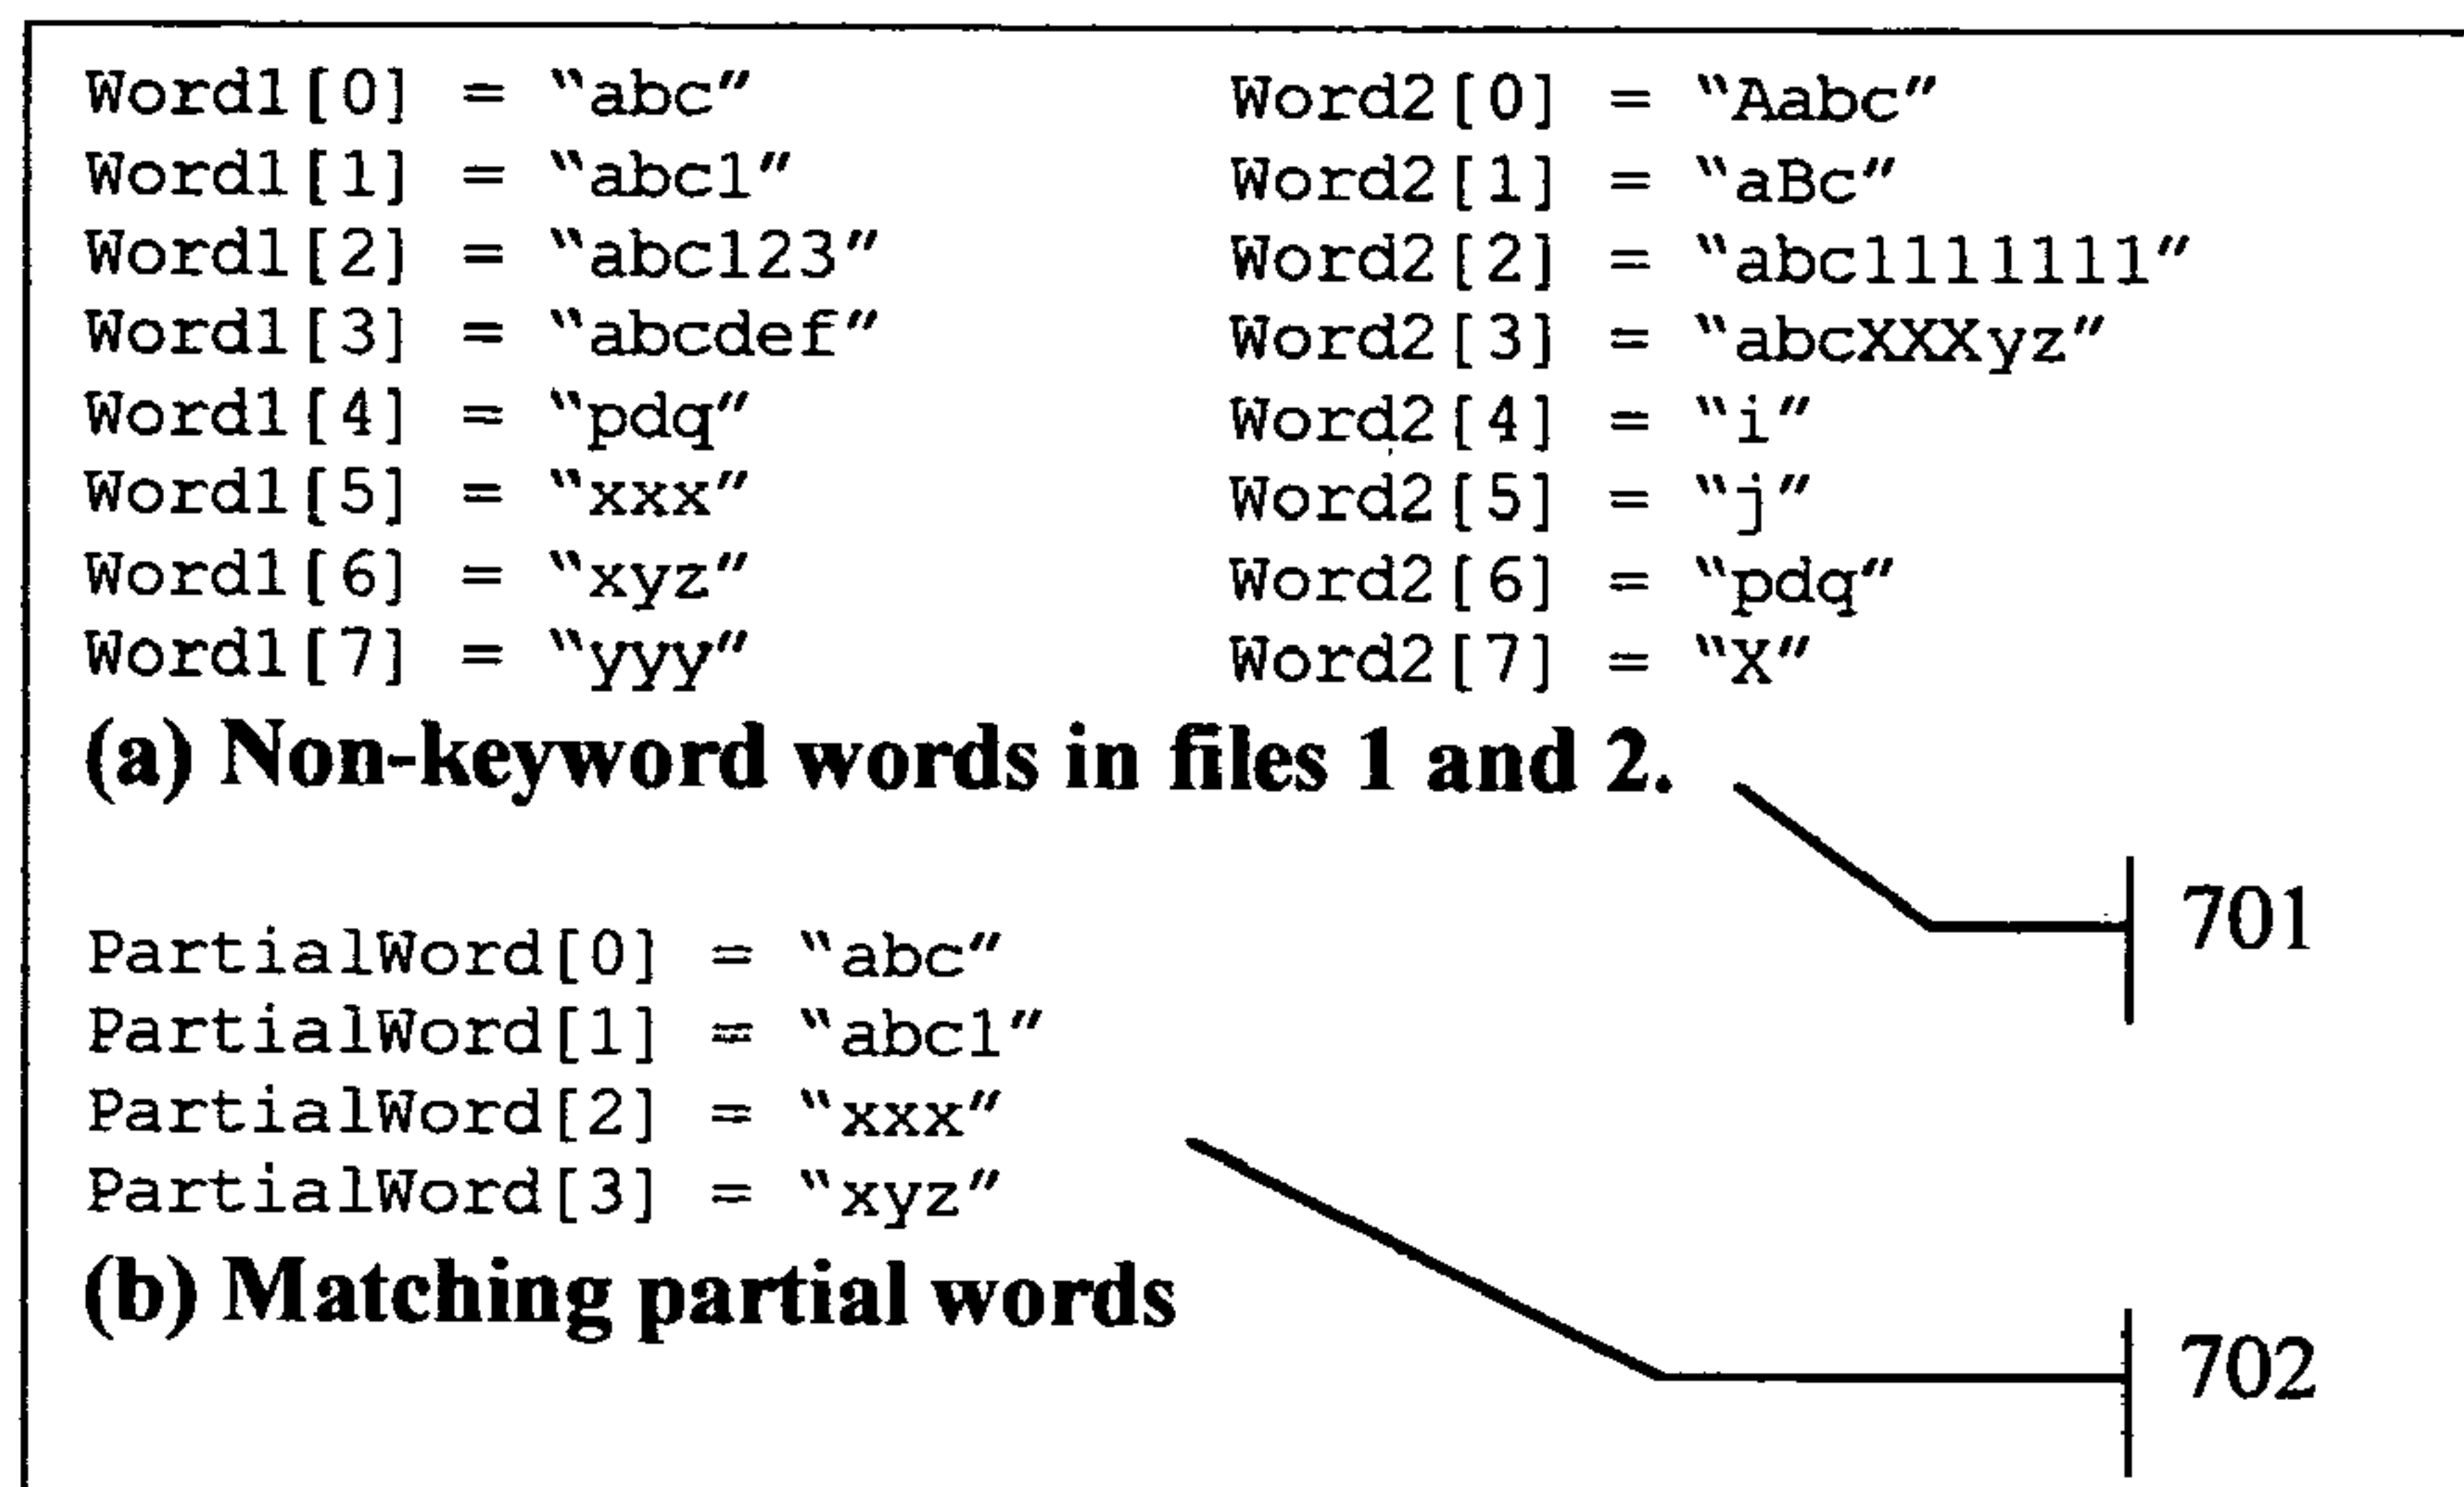 Word1[0] = "abc" Word2[0] = "Aabc"
Word1[1] = "abc1" Word2[1] = "aBc"
Word1[2] = "abc123" Word2[2] = "abc1111111"
Word1[3] = "abcdef" Word2[3] = "abcXXXyz"
Word1[4] = "pdq" Word2[4] = "i"
Word1[5] = "xxx" Word2[5] = "j"
Word1[6] = "xyz" Word2[6] = "pdq"
Word1[7] = "yyy" Word2[7] = "X"
(a) Non-keyword words in files 1 and 2.
701
PartialWord[0] = "abc"
PartialWord[1] = "abc1"
PartialWord[2] = "xxx"
PartialWord[3] = "xyz"
(b) Matching partial words
702